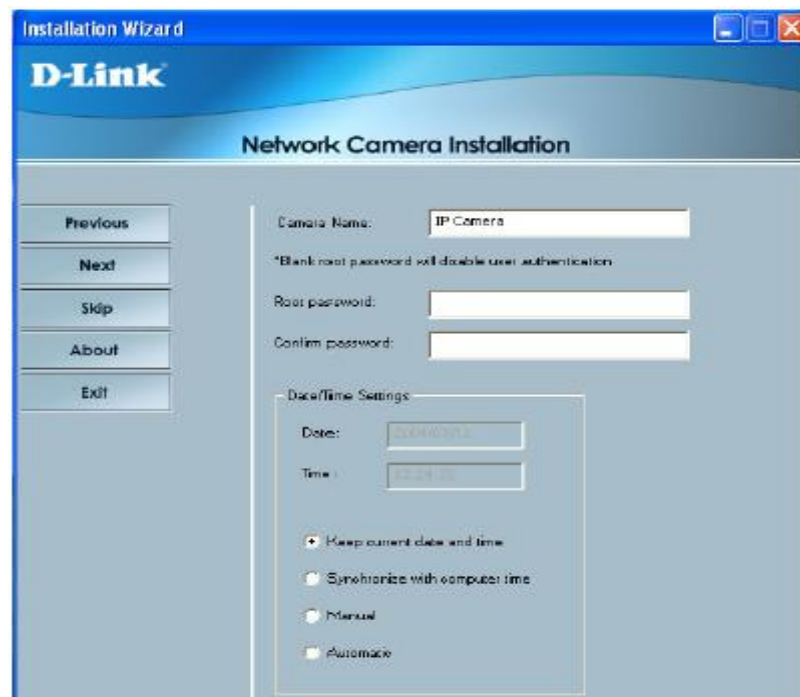 Installation Wizard
D-Link
Network Camera Installation
Previous
Next
Skip
About
Exit
Camera Name:
IP Camera
*Blank root password will disable user authentication
Root password:
Confirm password:
Date/Time Settings
Date:
Time :
Keep current date and time
Synchronize with computer time
Manual
Automatic